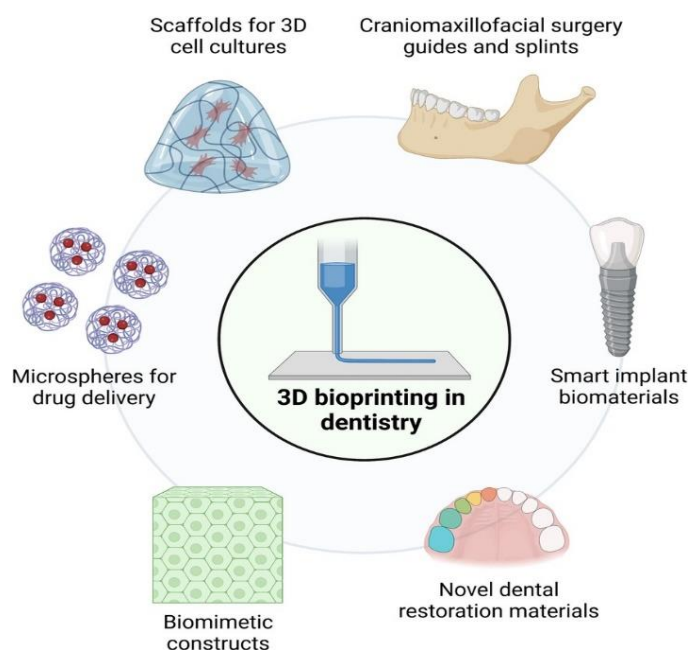 Scaffolds for 3D
cell cultures
Craniomaxillofacial surgery
guides and splints
Microspheres for
drug delivery
3D bioprinting in
dentistry
Smart implant
biomaterials
Biomimetic
constructs
Novel dental
restoration materials